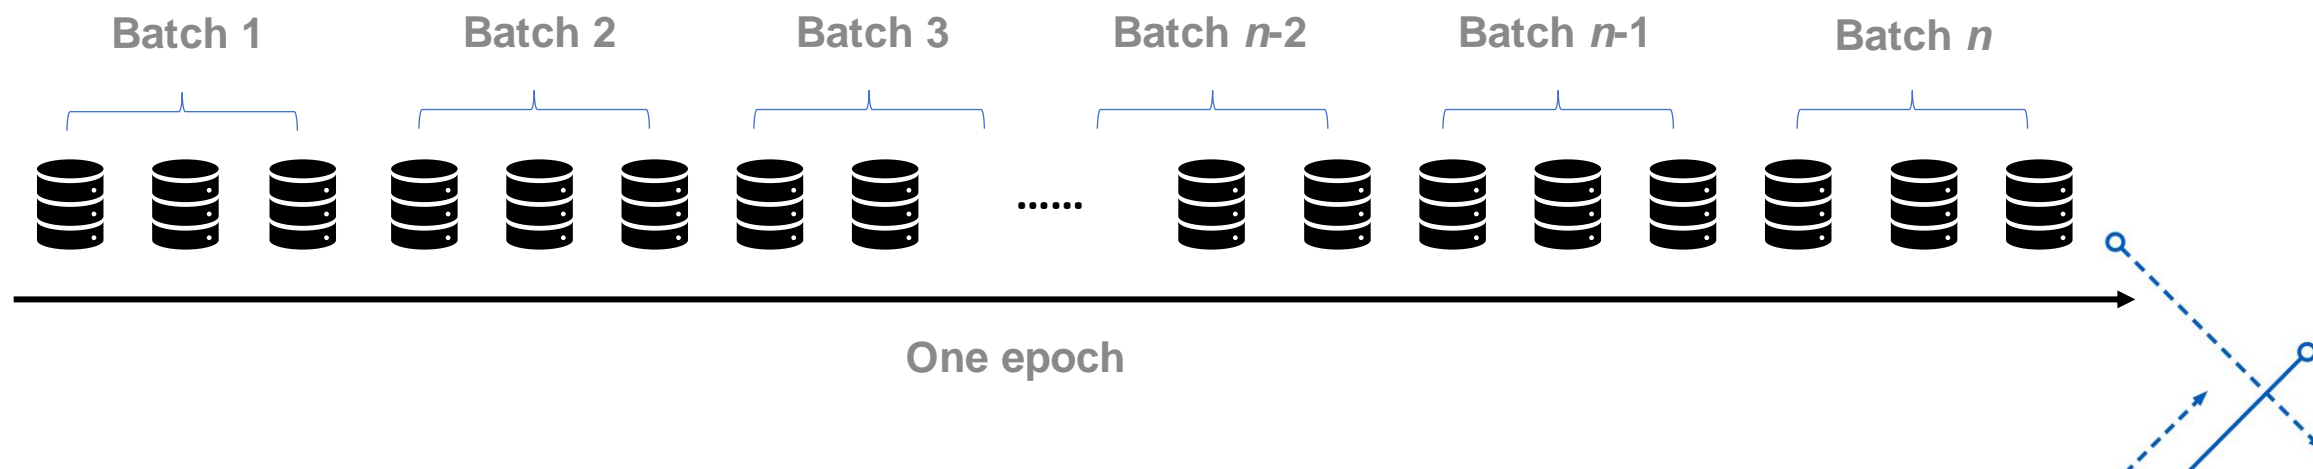 Batch 1 Batch 2 Batch 3 Batch n-2 Batch n-1 Batch n
......
One epoch